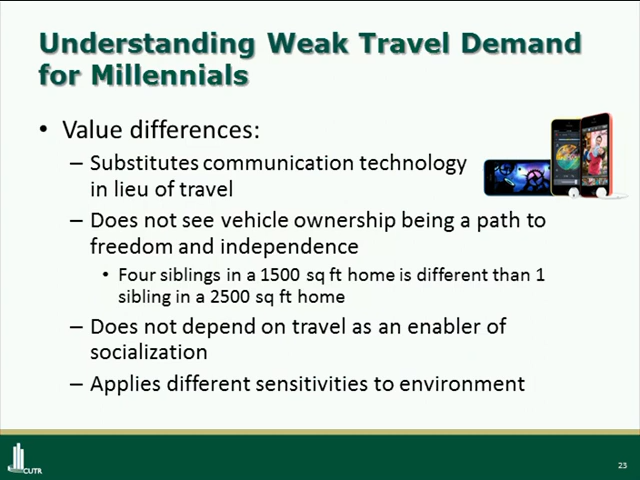 Understanding Weak Travel Demand
for Millennials
• Value differences:
– Substitutes communication technology
in lieu of travel
– Does not see vehicle ownership being a path to
freedom and independence
• Four siblings in a 1500 sq ft home is different than 1
sibling in a 2500 sq ft home
– Does not depend on travel as an enabler of
socialization
– Applies different sensitivities to environment
CUTR
23